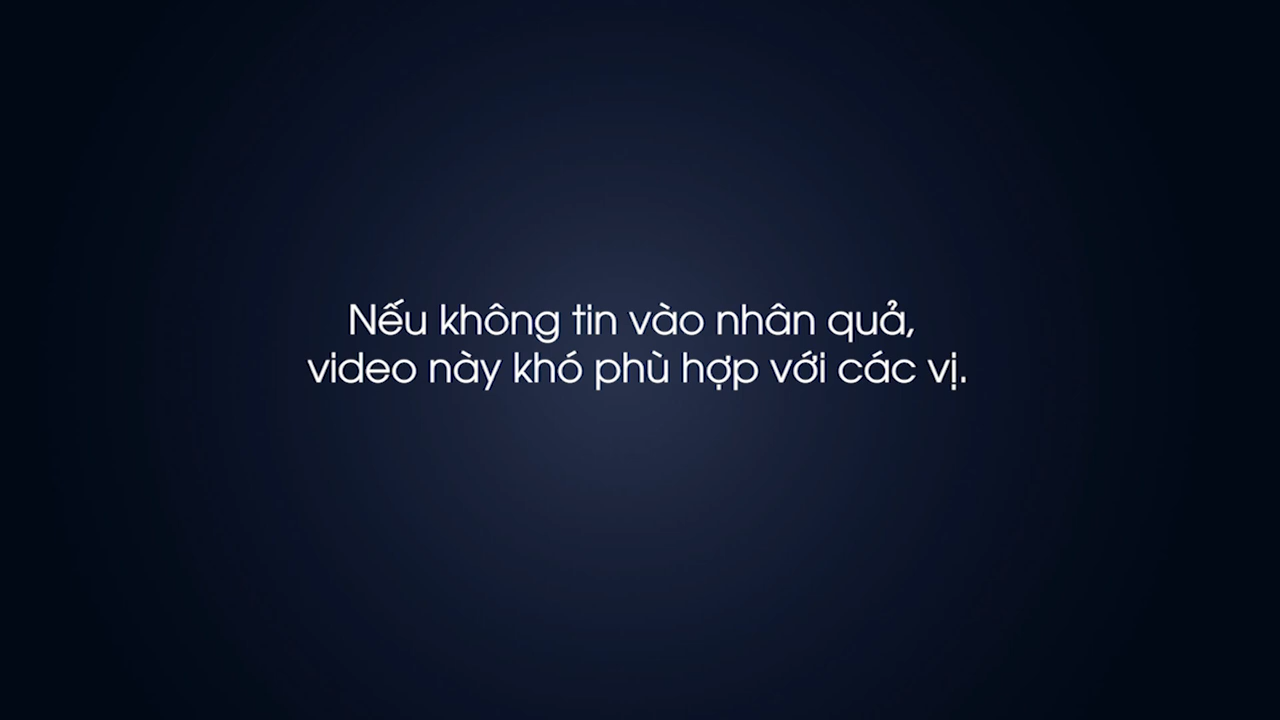 Nếu không tin vào nhân quả,
video này khó phù hợp với các vị.